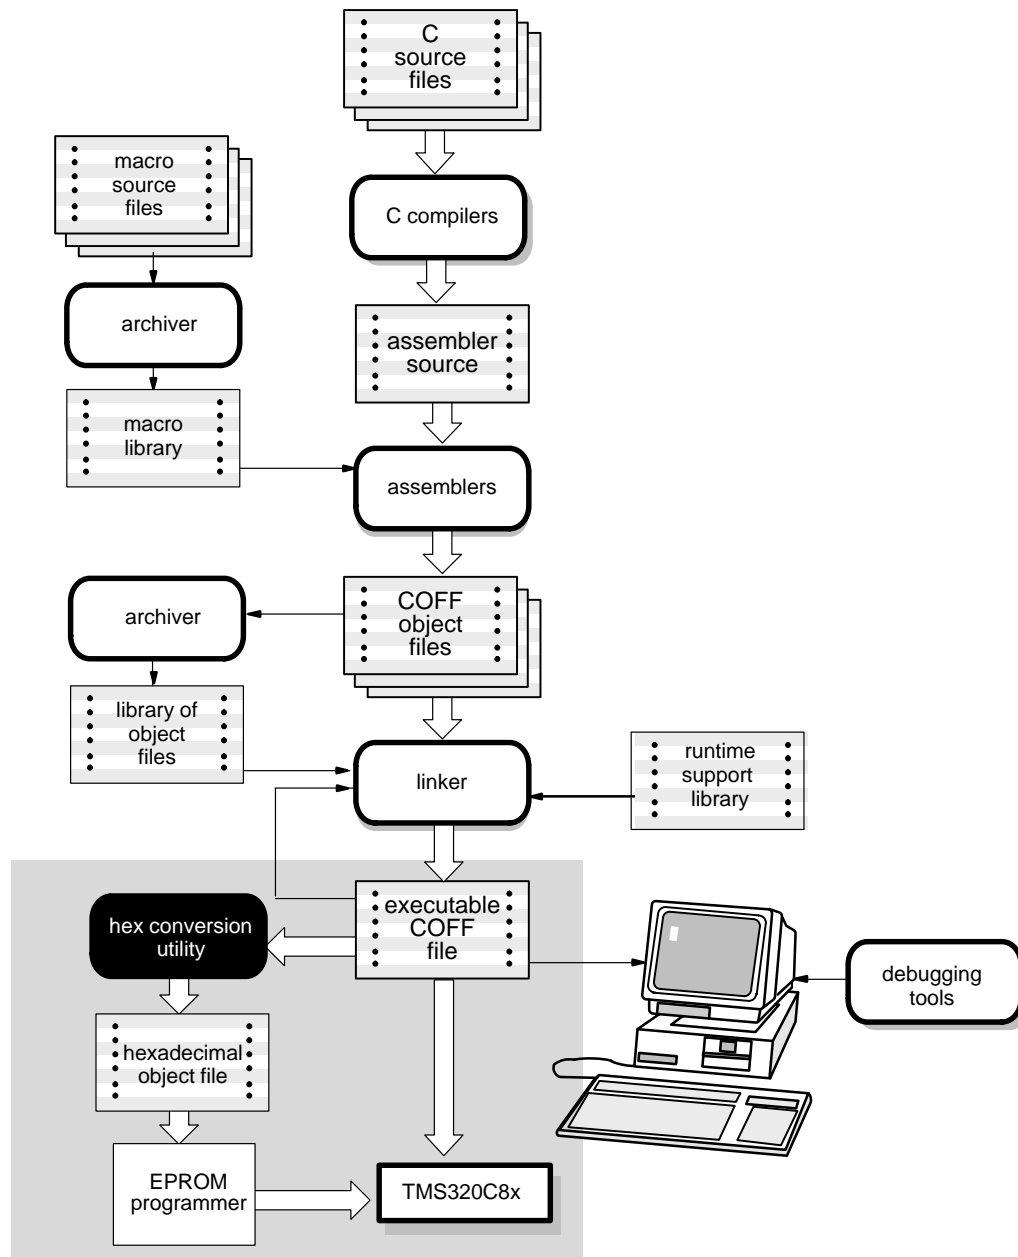 C
source
files
macro
source
files
C compilers
archiver
assembler
source
macro
library
assemblers
archiver
COFF
object
files
library of
object
files
linker
runtime
support
library
executable
COFF
file
hex conversion
utility
debugging
tools
hexadecimal
object file
EPROM
programmer
TMS320C8x